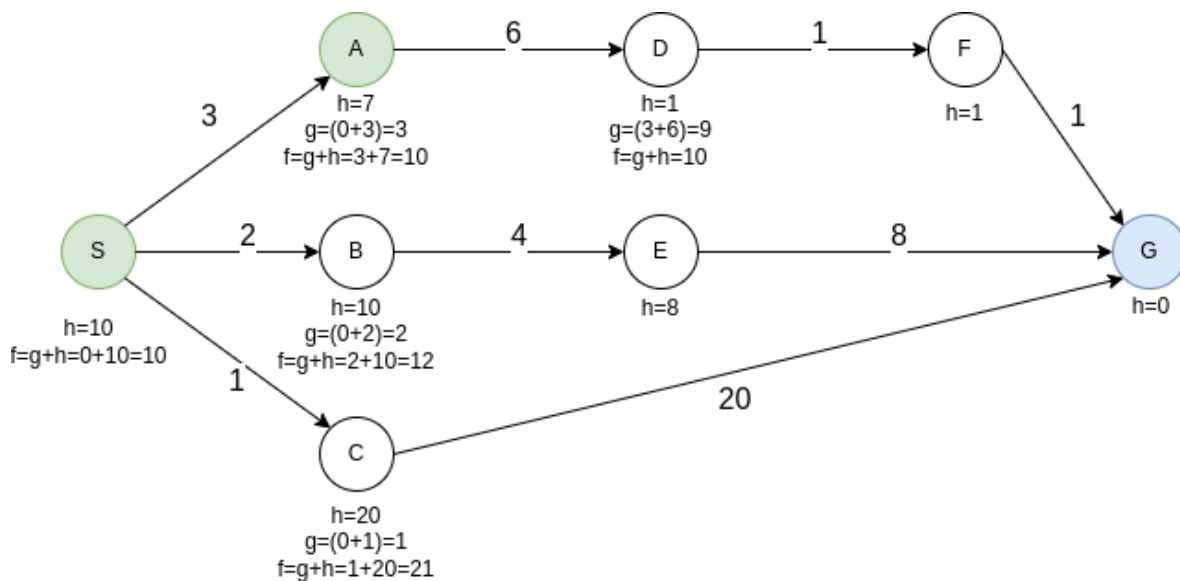 A
6
D
1
F
h=7
g=(0+3)=3
f=g+h=3+7=10
h=1
g=(3+6)=9
f=g+h=10
h=1
3
1
S
2
B
4
E
8
G
h=10
f=g+h=0+10=10
h=10
g=(0+2)=2
f=g+h=2+10=12
h=8
h=0
1
20
C
h=20
g=(0+1)=1
f=g+h=1+20=21